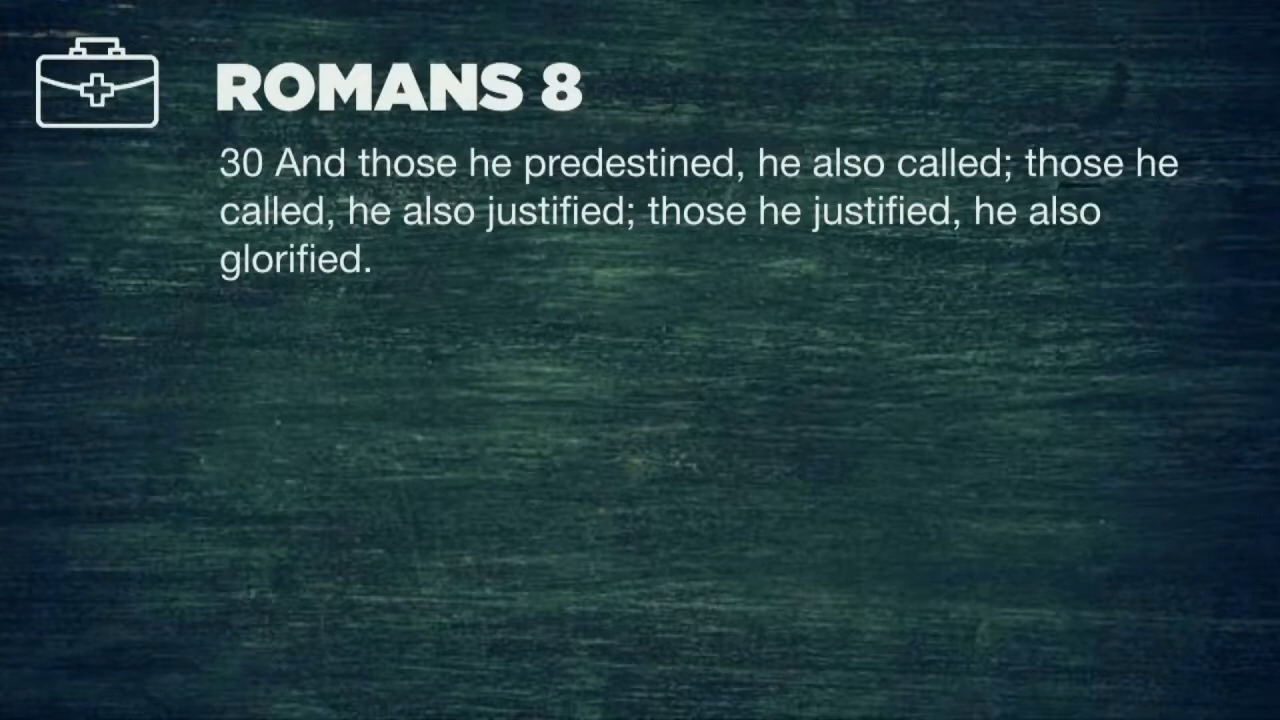 ROMANS 8
30 And those he predestined, he also called; those he
called, he also justified; those he justified, he also
glorified.